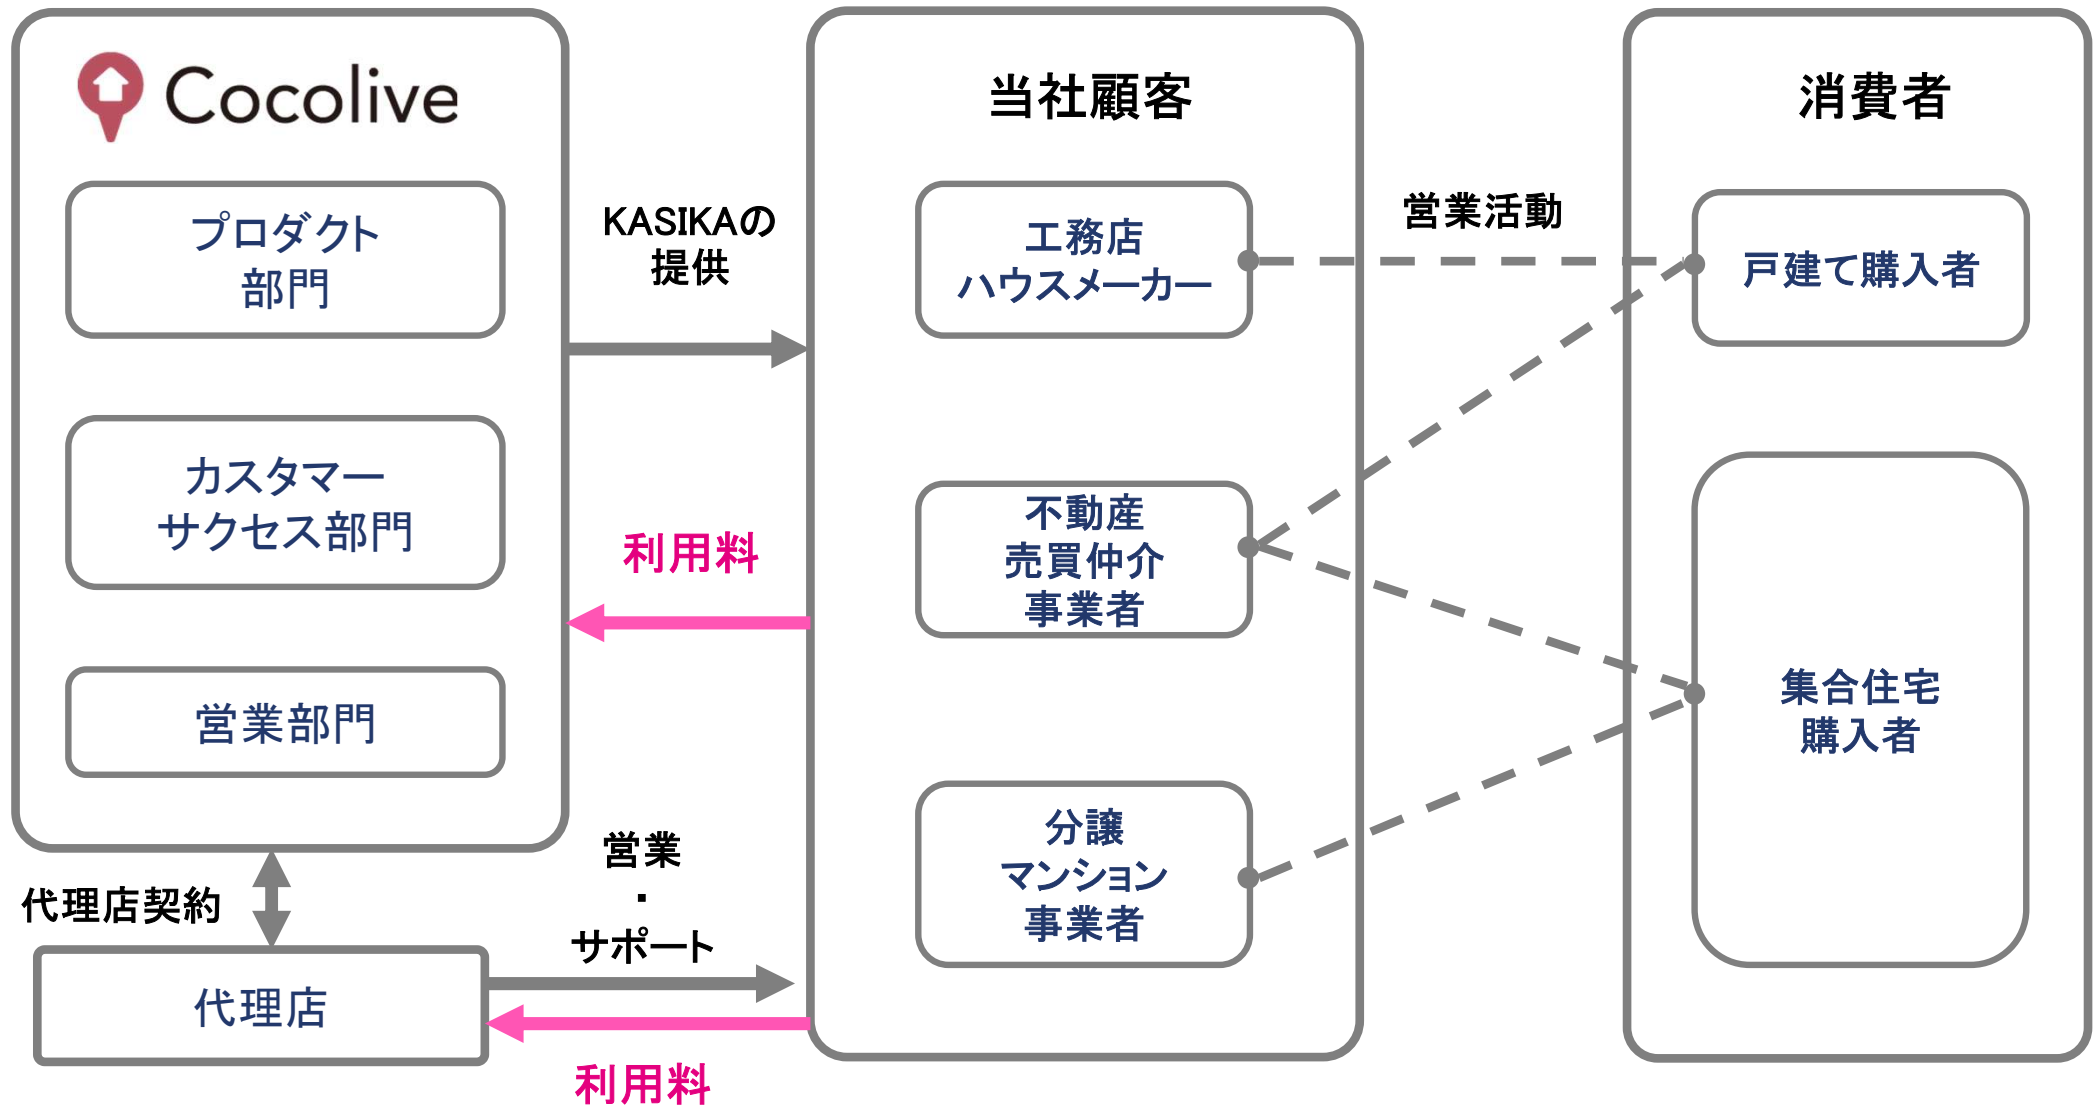 Cocolive
プロダクト
部門
カスタマー
サクセス部門
営業部門
代理店契約
代理店
KASIKAの
提供
利用料
営業
・
サポート
利用料
当社顧客
工務店
ハウスメーカー
不動産
売買仲介
事業者
分譲
マンション
事業者
営業活動
消費者
戸建て購入者
集合住宅
購入者